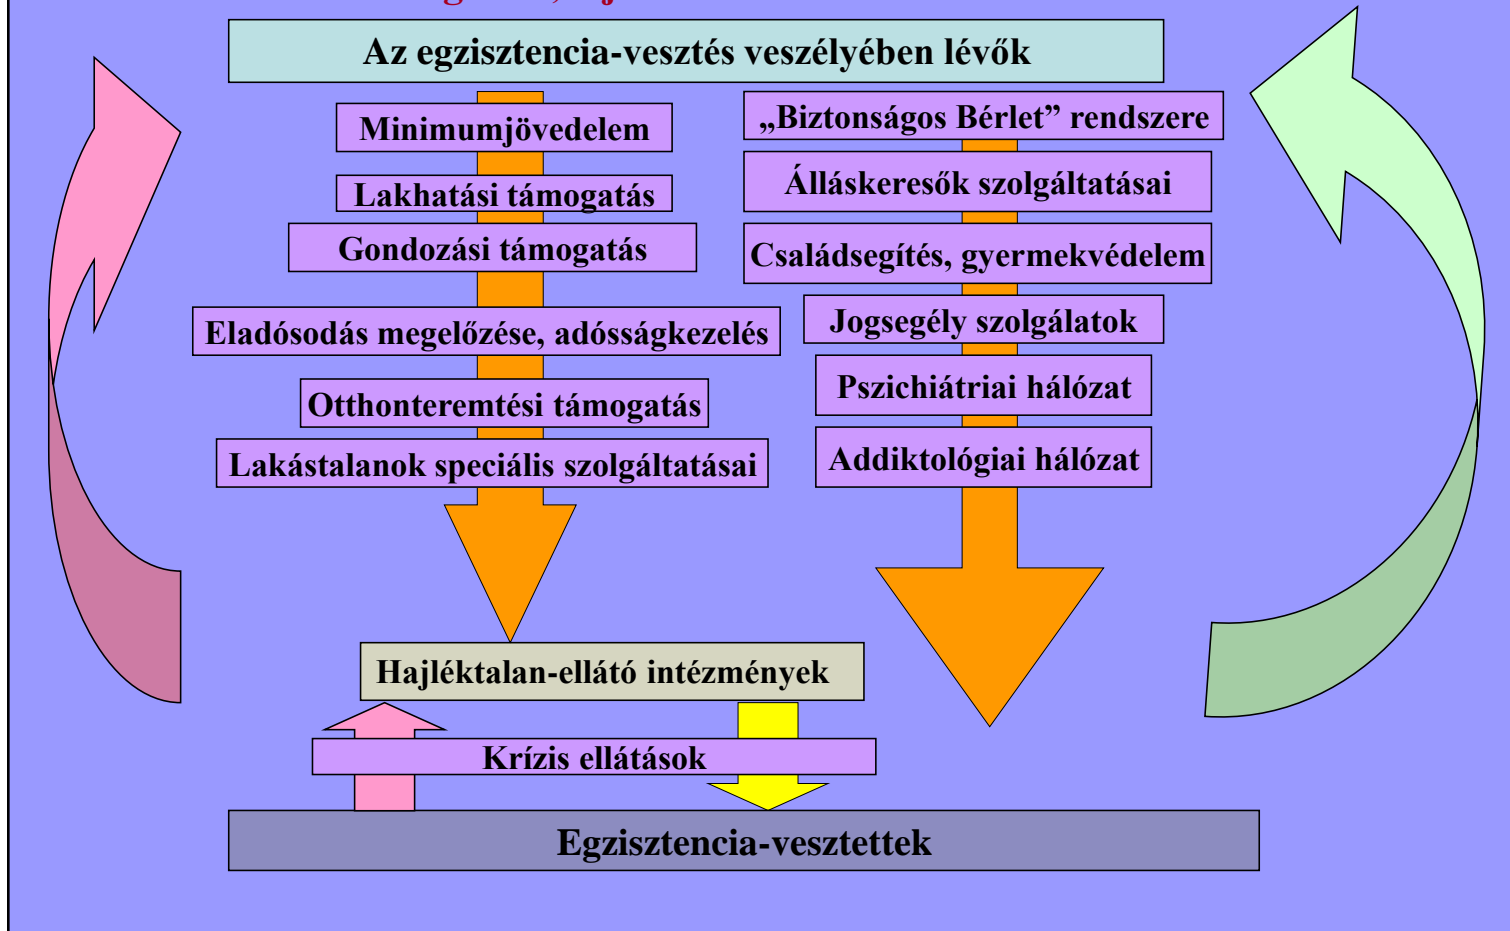 Az egzisztencia-vesztés veszélyében lévők
Minimumjövedelem
Lakhatási támogatás
Gondozási támogatás
Eladósodás megelőzése, adósságkezelés
Otthonteremtési támogatás
Lakástalanok speciális szolgáltatásai
„Biztonságos Bérlet” rendszere
Álláskeresők szolgáltatásai
Családsegítés, gyermekvédelem
Jogsegély szolgálatok
Pszichiátriai hálózat
Addiktológiai hálózat
Hajléktalan-ellátó intézmények
Krízis ellátások
Egzisztencia-vesztettek